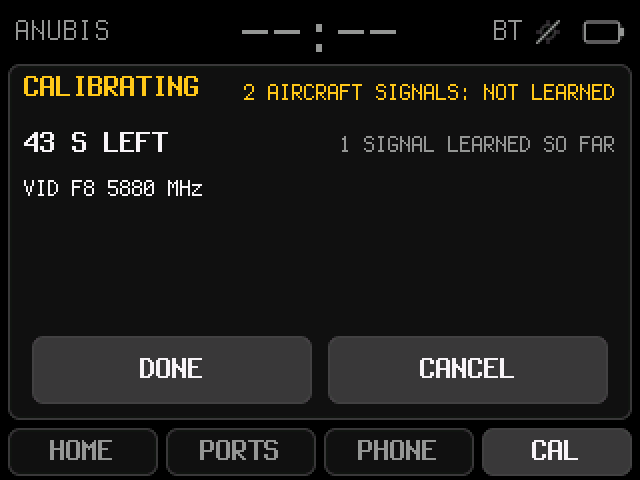 ANUBIS --:-- BT
CALIBRATING 2 AIRCRAFT SIGNALS: NOT LEARNED
43 S LEFT 1 SIGNAL LEARNED SO FAR
VID F8 5880 MHz
DONE CANCEL
HOME PORTS PHONE CAL